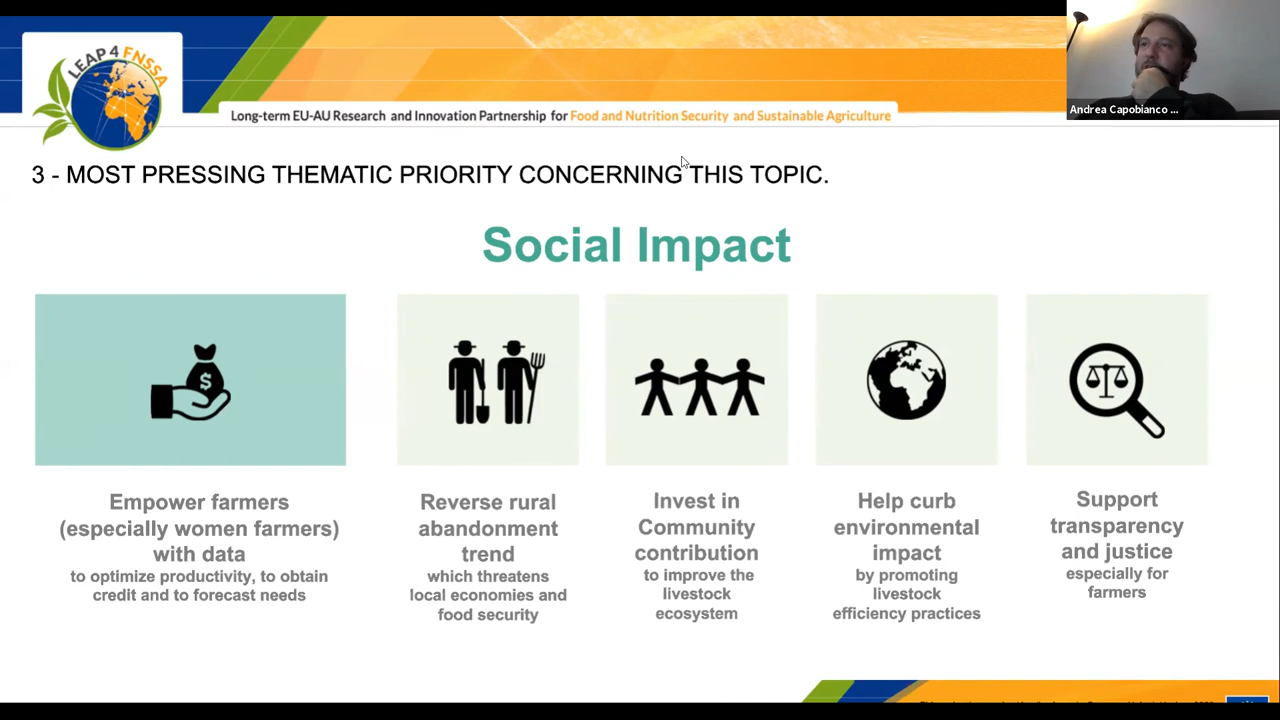 LEAP 4 FNSSA
Andrea Capobianco ...
Long-term EU-AU Research and Innovation Partnership for Food and Nutrition Security and Sustainable Agriculture
3 - MOST PRESSING THEMATIC PRIORITY CONCERNING THIS TOPIC.
Social Impact
$
Empower farmers
(especially women farmers)
with data
to optimize productivity, to obtain
credit and to forecast needs
Reverse rural
abandonment
trend
which threatens
local economies and
food security
Invest in
Community
contribution
to improve the
livestock
ecosystem
Help curb
environmental
impact
by promoting
livestock
efficiency practices
Support
transparency
and justice
especially for
farmers